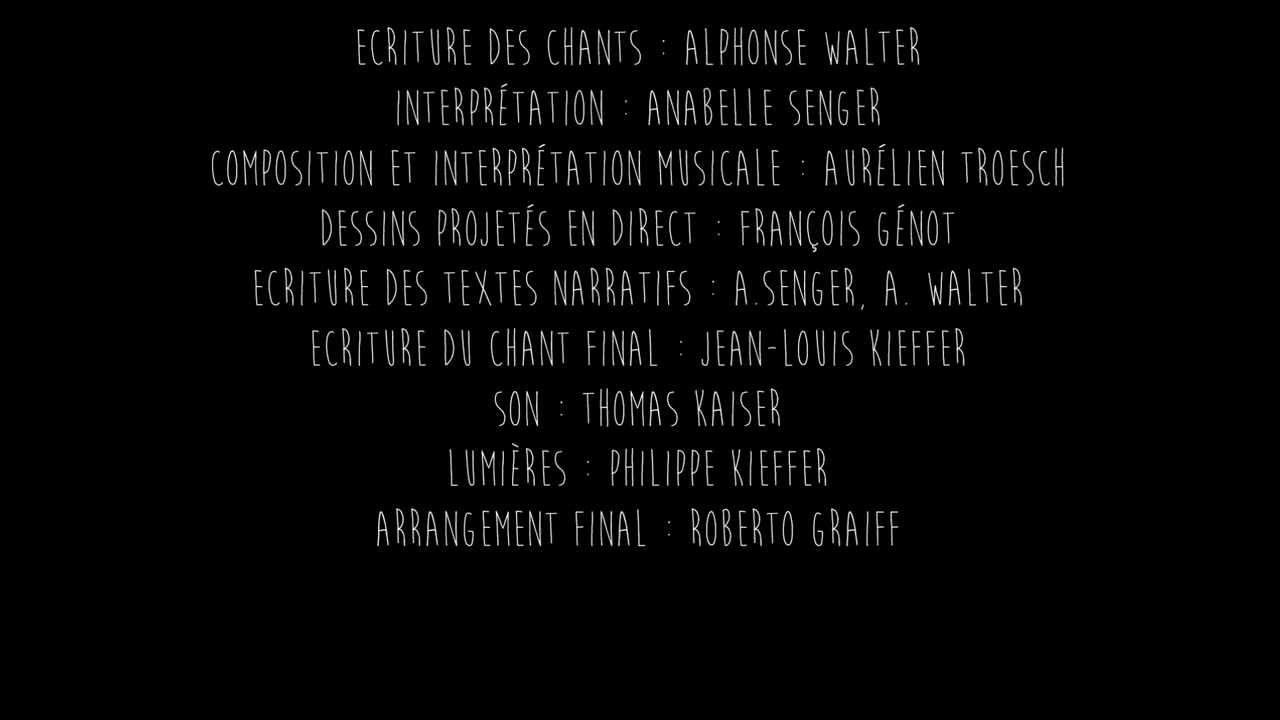 ECRITURE DES CHANTS : ALPHONSE WALTER
INTERPRÉTATION : ANABELLE SENGER
COMPOSITION ET INTERPRÉTATION MUSICALE : AURÉLIEN TROESCH
DESSINS PROJETÉS EN DIRECT : FRANÇOIS GÉNOT
ECRITURE DES TEXTES NARRATIFS : A.SENGER, A. WALTER
ECRITURE DU CHANT FINAL : JEAN-LOUIS KIEFFER
SON : THOMAS KAISER
LUMIÈRES : PHILIPPE KIEFFER
ARRANGEMENT FINAL : ROBERTO GRAIFF